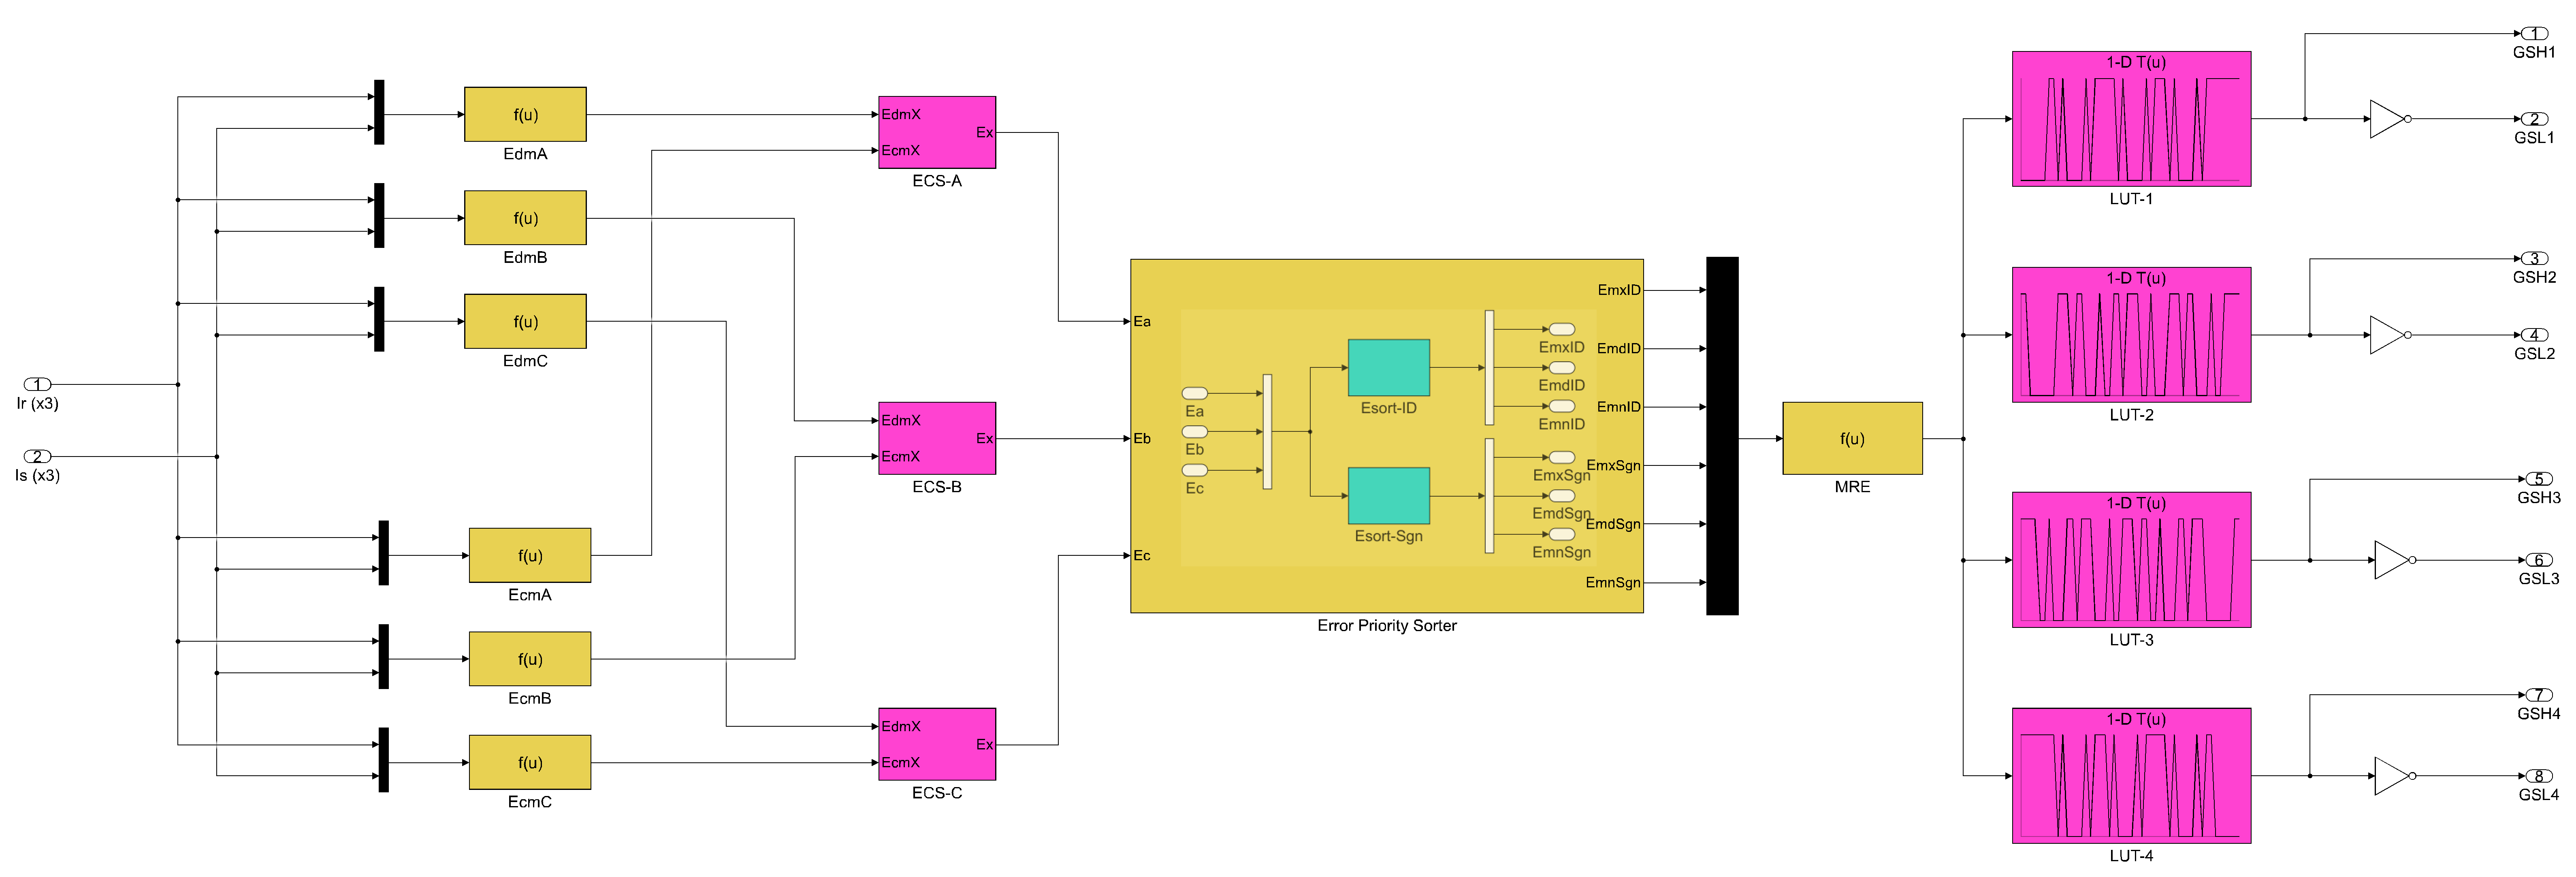 1
Ir (x3)
2
Is (x3)
f(u)
EdmA
f(u)
EdmB
f(u)
EdmC
f(u)
EcmA
f(u)
EcmB
f(u)
EcmC
EdmX
EcmX
Ex
ECS-A
EdmX
EcmX
Ex
ECS-B
EdmX
EcmX
Ex
ECS-C
Ea
Eb
Ec
Ea
Eb
Ec
Esort-ID
Esort-Sgn
EmxID
EmdID
EmnID
EmxSgn
EmdSgn
EmnSgn
EmxID
EmdID
EmnID
EmxSgn
EmdSgn
EmnSgn
Error Priority Sorter
f(u)
MRE
1-D T(u)
LUT-1
1-D T(u)
LUT-2
1-D T(u)
LUT-3
1-D T(u)
LUT-4
1
GSH1
2
GSL1
3
GSH2
4
GSL2
5
GSH3
6
GSL3
7
GSH4
8
GSL4